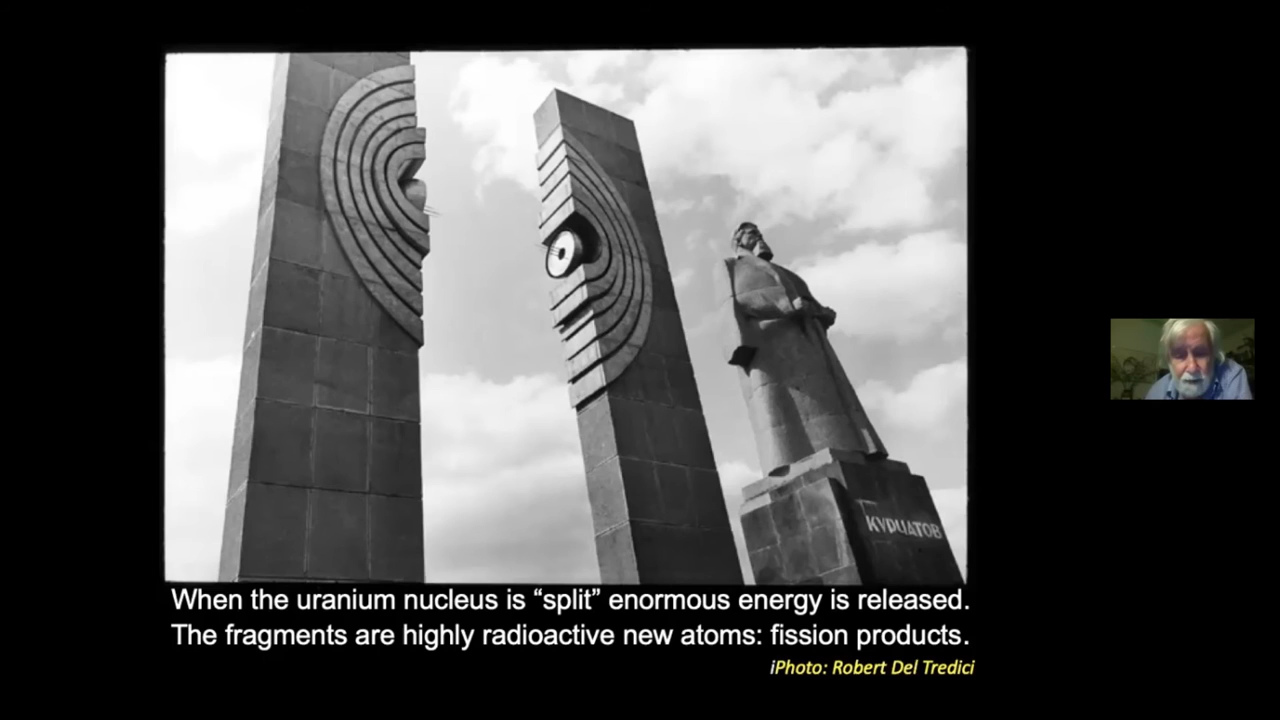 КУРЧАТОВ
When the uranium nucleus is “split” enormous energy is released.
The fragments are highly radioactive new atoms: fission products.
iPhoto: Robert Del Tredici